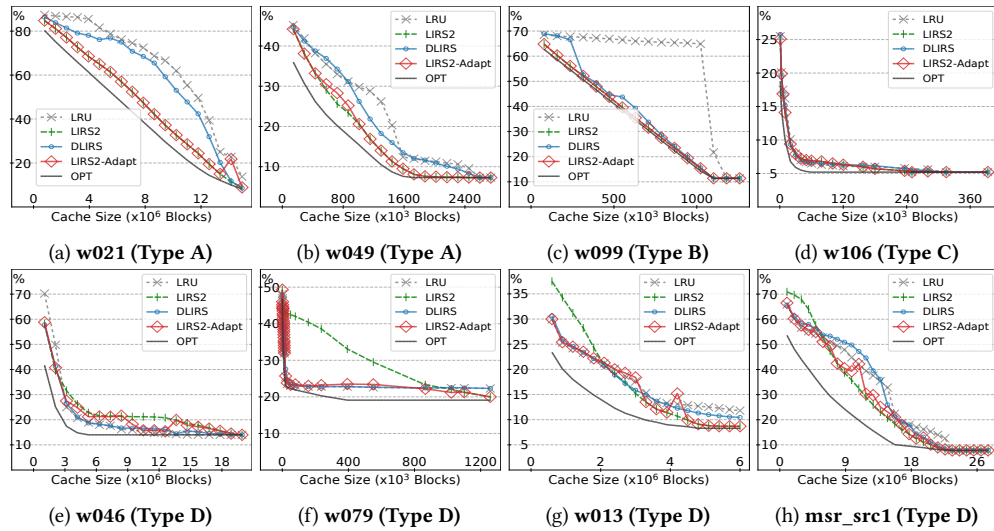 %
80
60
40
20
LRU
LIRS2
DLIRS
LIRS2-Adapt
OPT
0 4 8 12
Cache Size (x10⁶ Blocks)
(a) w021 (Type A)
%
40
30
20
10
LRU
LIRS2
DLIRS
LIRS2-Adapt
OPT
0 800 1600 2400
Cache Size (x10³ Blocks)
(b) w049 (Type A)
%
70
60
50
40
30
20
10
LRU
LIRS2
DLIRS
LIRS2-Adapt
OPT
0 500 1000
Cache Size (x10³ Blocks)
(c) w099 (Type B)
%
25
20
15
10
5
LRU
LIRS2
DLIRS
LIRS2-Adapt
OPT
0 120 240 360
Cache Size (x10³ Blocks)
(d) w106 (Type C)
%
70
60
50
40
30
20
10
LRU
LIRS2
DLIRS
LIRS2-Adapt
OPT
0 3 6 9 12 15 18
Cache Size (x10⁶ Blocks)
(e) w046 (Type D)
%
50
40
30
20
10
LRU
LIRS2
DLIRS
LIRS2-Adapt
OPT
0 400 800 1200
Cache Size (x10³ Blocks)
(f) w079 (Type D)
%
35
30
25
20
15
10
5
LRU
LIRS2
DLIRS
LIRS2-Adapt
OPT
0 2 4 6
Cache Size (x10⁶ Blocks)
(g) w013 (Type D)
%
70
60
50
40
30
20
10
LRU
LIRS2
DLIRS
LIRS2-Adapt
OPT
0 9 18 26
Cache Size (x10⁶ Blocks)
(h) msr_src1 (Type D)